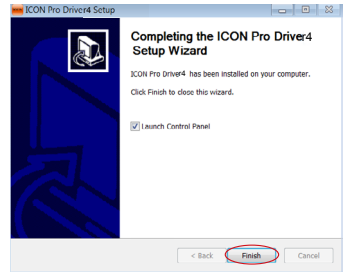 ICON Pro Driver4 Setup
Completing the ICON Pro Driver4
Setup Wizard
ICON Pro Driver4 has been installed on your computer.
Click Finish to close this wizard.
Launch Control Panel
< Back
Finish
Cancel